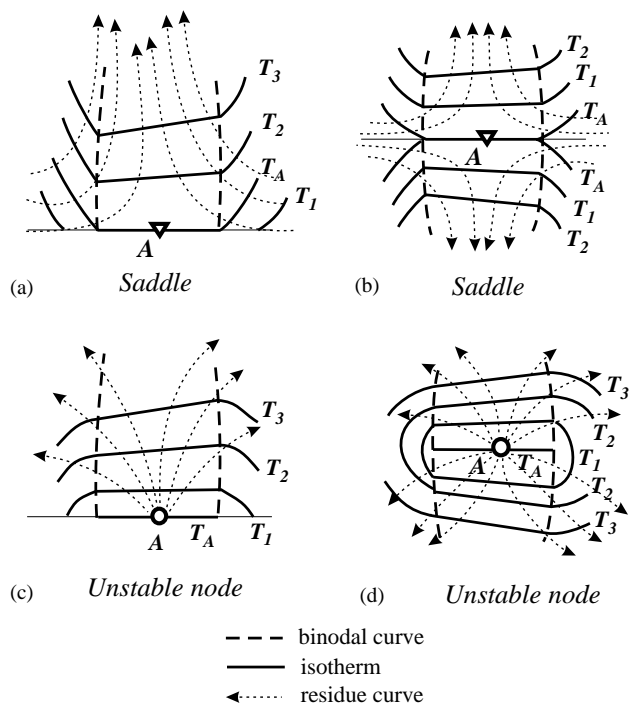 T3
T2
TA
T1
A
(a) Saddle
T2
T1
TA
A
TA
T1
T2
(b) Saddle
T3
T2
T1
TA
A
(c) Unstable node
T3
T2
T1
TA
A
T2
T3
(d) Unstable node
binodal curve
isotherm
residue curve